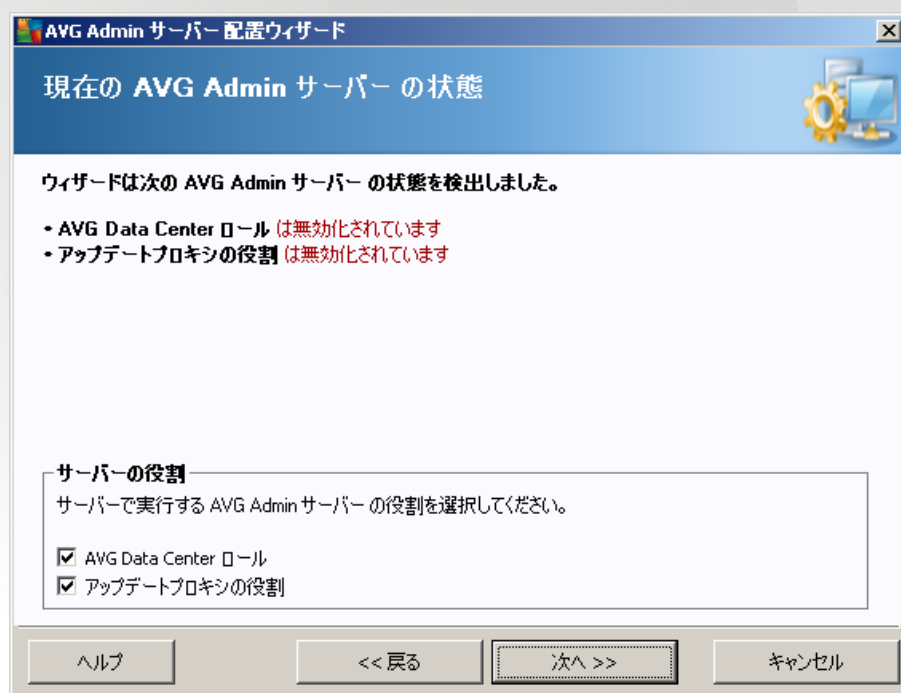 AVG Admin サーバー 配置ウィザード
現在の AVG Admin サーバー の状態
ウィザードは次の AVG Admin サーバー の状態を検出しました。
• AVG Data Center ロール は無効化されています
• アップデートプロキシの役割 は無効化されています
サーバーの役割
サーバーで実行する AVG Admin サーバー の役割を選択してください。
AVG Data Center ロール
アップデートプロキシの役割
ヘルプ
<< 戻る
次へ >>
キャンセル